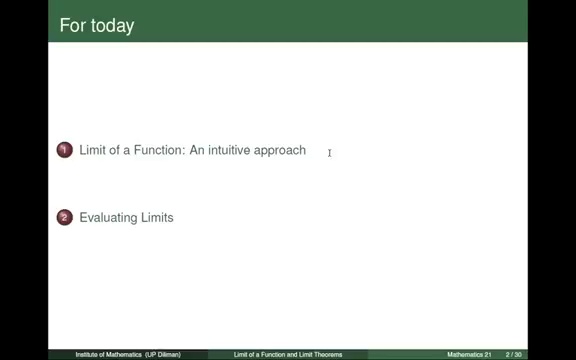 For today
1 Limit of a Function: An intuitive approach
2 Evaluating Limits
Institute of Mathematics (UP Diliman) Limit of a Function and Limit Theorems Mathematics 21 2 / 30